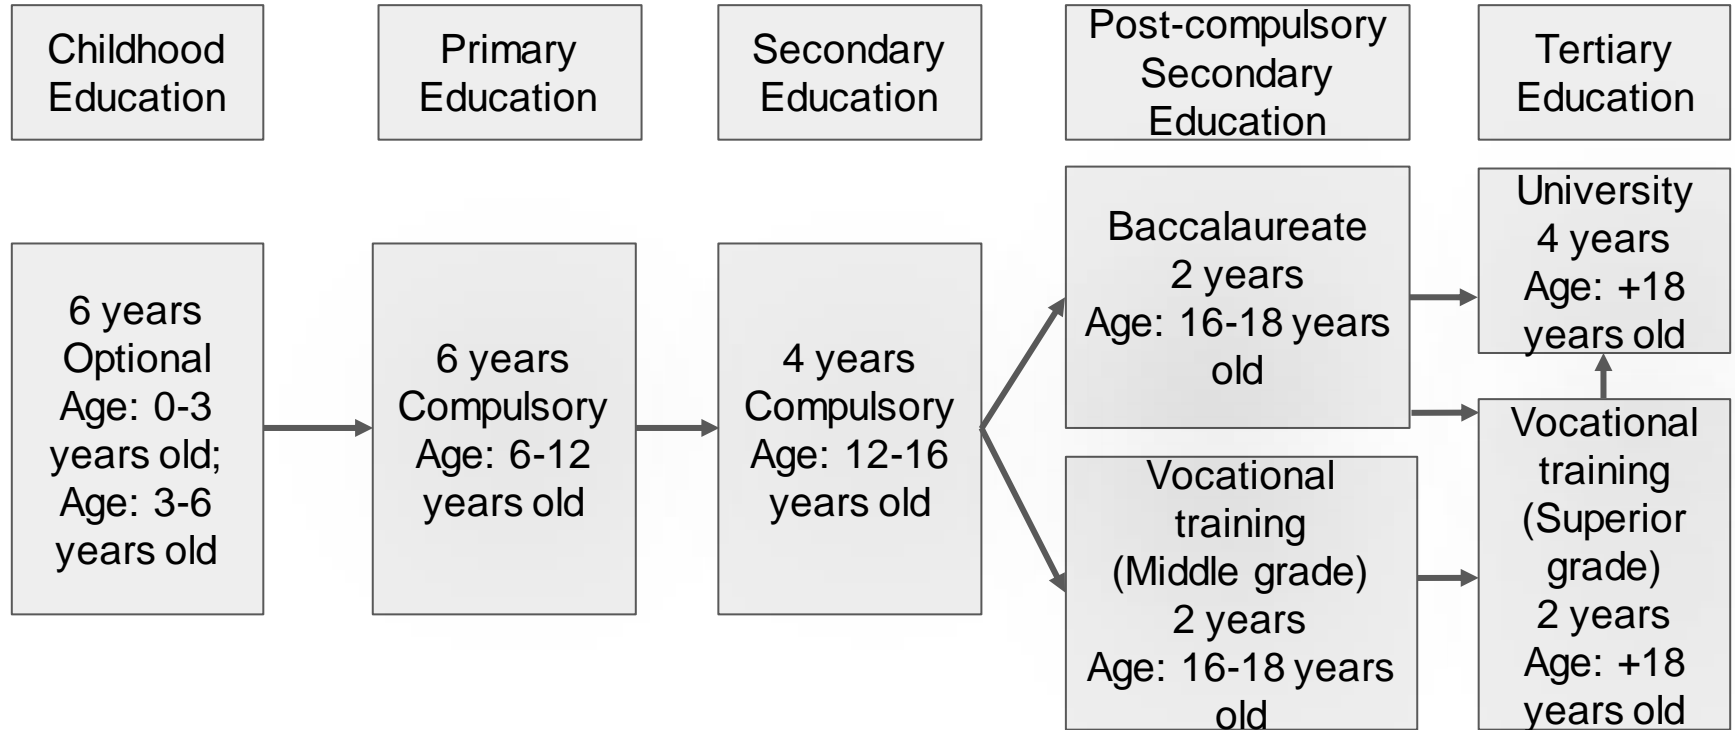 Childhood
Education
Primary
Education
Secondary
Education
Post-compulsory
Secondary
Education
Tertiary
Education
6 years
Optional
Age: 0-3
years old;
Age: 3-6
years old
6 years
Compulsory
Age: 6-12
years old
4 years
Compulsory
Age: 12-16
years old
Baccalaureate
2 years
Age: 16-18 years
old
Vocational
training
(Middle grade)
2 years
Age: 16-18 years
old
University
4 years
Age: +18
years old
Vocational
training
(Superior
grade)
2 years
Age: +18
years old